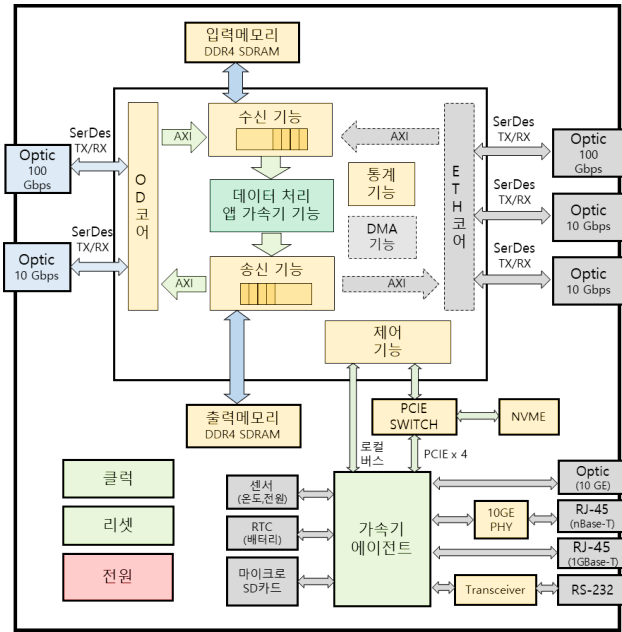 입력메모리
DDR4 SDRAM
SerDes
TX/RX
Optic
100
Gbps
SerDes
TX/RX
Optic
10 Gbps
O
D
코
어
AXI
수신 기능
AXI
데이터 처리
앱 가속기 기능
통계
기능
DMA
기능
AXI
송신 기능
AXI
E
T
H
코
어
SerDes
TX/RX
Optic
100
Gbps
SerDes
TX/RX
Optic
10 Gbps
SerDes
TX/RX
Optic
10 Gbps
제어
기능
출력메모리
DDR4 SDRAM
PCIE
SWITCH
NVME
로컬
버스
PCIE x 4
클럭
리셋
전원
센서
(온도,전원)
RTC
(배터리)
마이크로
SD카드
가속기
에이전트
Optic
(10 GE)
10GE
PHY
RJ-45
(nBase-T)
RJ-45
(1GBase-T)
Transceiver
RS-232